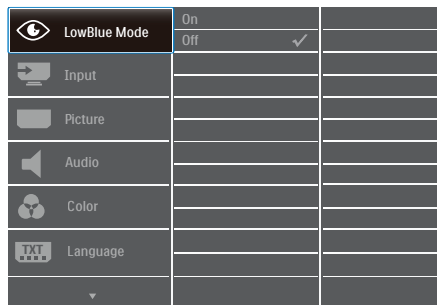 LowBlue Mode
On
Off
Input
Picture
Audio
Color
TXT
Language